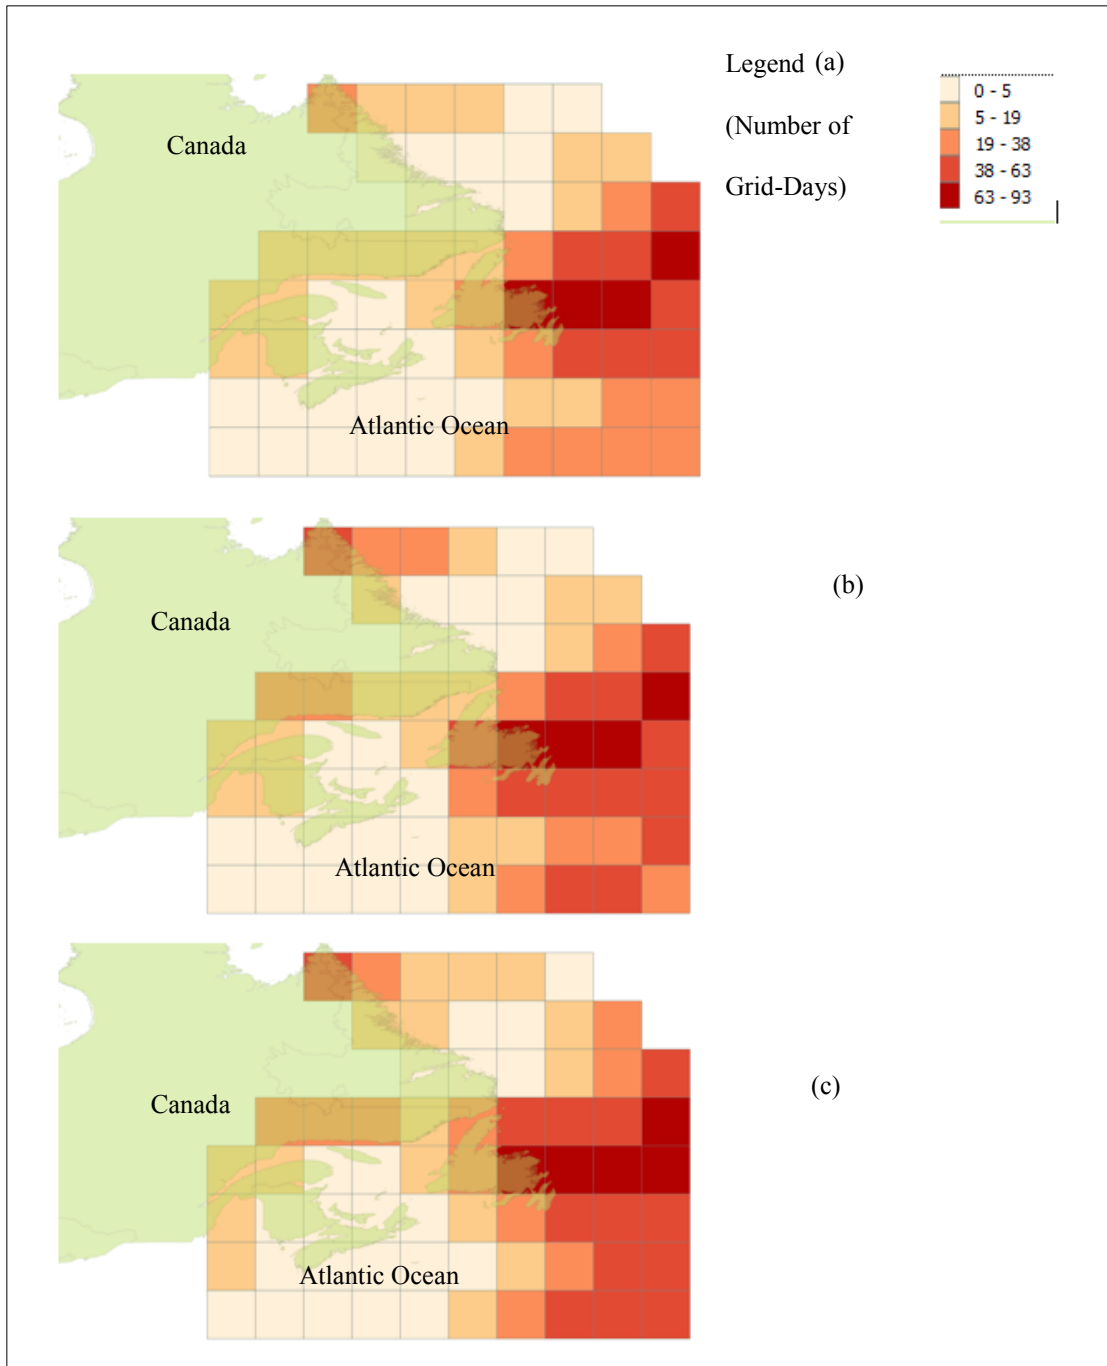 Legend (a)
(Number of
Grid-Days)
0 - 5
5 - 19
19 - 38
38 - 63
63 - 93
Canada
Atlantic Ocean
(b)
Canada
Atlantic Ocean
(c)
Canada
Atlantic Ocean